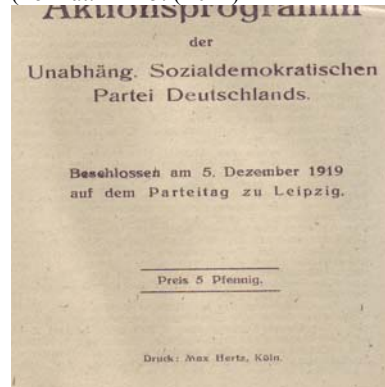 Aktionsprogramm
der
Unabhäng. Sozialdemokratischen
Partei Deutschlands.
Beschlossen am 5. Dezember 1919
auf dem Parteitag zu Leipzig.
Preis 5 Pfennig.
Druck: Max Hertz, Köln.